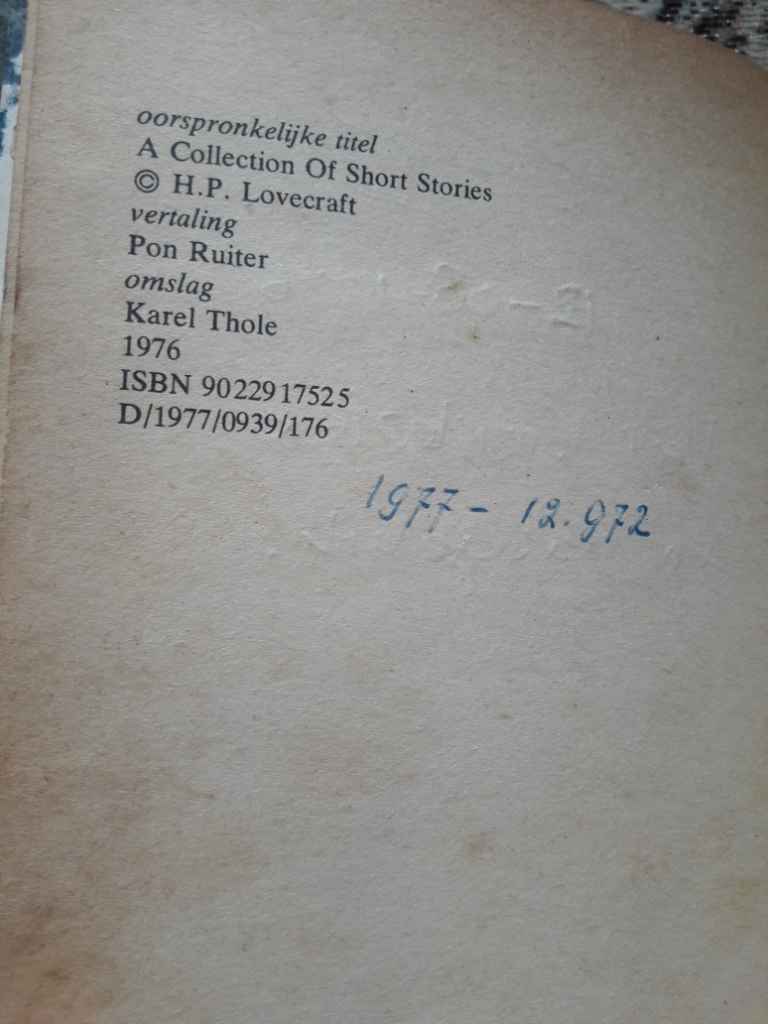 oorspronkelijke titel
A Collection Of Short Stories
© H.P. Lovecraft
vertaling
Pon Ruiter
omslag
Karel Thole
1976
ISBN 9022917525
D/1977/0939/176
1977 - 12.972